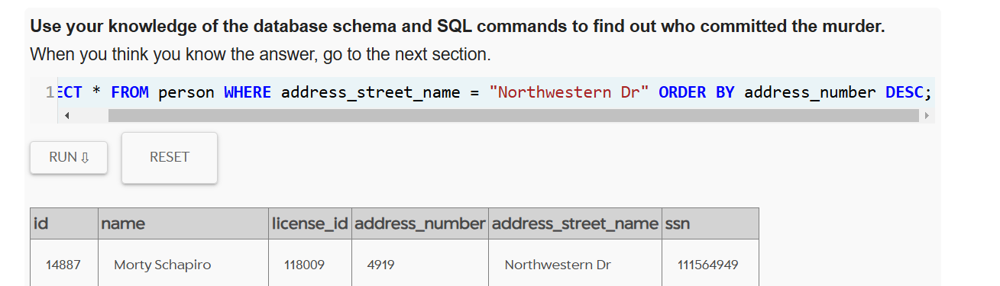 Use your knowledge of the database schema and SQL commands to find out who committed the murder.
When you think you know the answer, go to the next section.
1 ECT * FROM person WHERE address_street_name = "Northwestern Dr" ORDER BY address_number DESC;
RUN ⇩ RESET
id name license_id address_number address_street_name ssn
14887 Morty Schapiro 118009 4919 Northwestern Dr 111564949